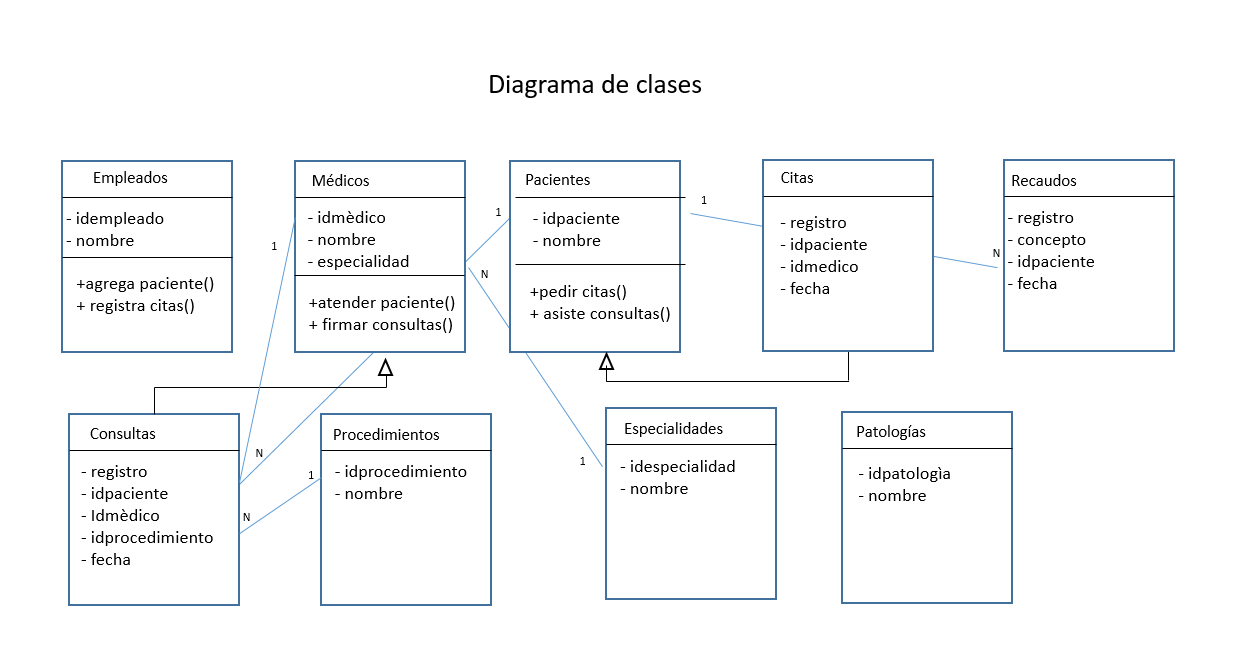 Diagrama de clases
Empleados
- idempleado
- nombre
+agrega paciente()
+ registra citas()
Médicos
- idmèdico
- nombre
- especialidad
+atender paciente()
+ firmar consultas()
Pacientes
- idpaciente
- nombre
+pedir citas()
+ asiste consultas()
Citas
- registro
- idpaciente
- idmedico
- fecha
Recaudos
- registro
- concepto
- idpaciente
- fecha
1
1
N
1
N
Consultas
- registro
- idpaciente
- Idmèdico
- idprocedimiento
- fecha
N
N
1
Procedimientos
- idprocedimiento
- nombre
1
Especialidades
- idespecialidad
- nombre
Patologías
- idpatologìa
- nombre